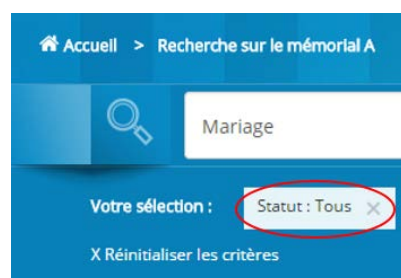 Accueil > Recherche sur le mémorial A
Mariage
Votre sélection : Statut : Tous ×
X Réinitialiser les critères